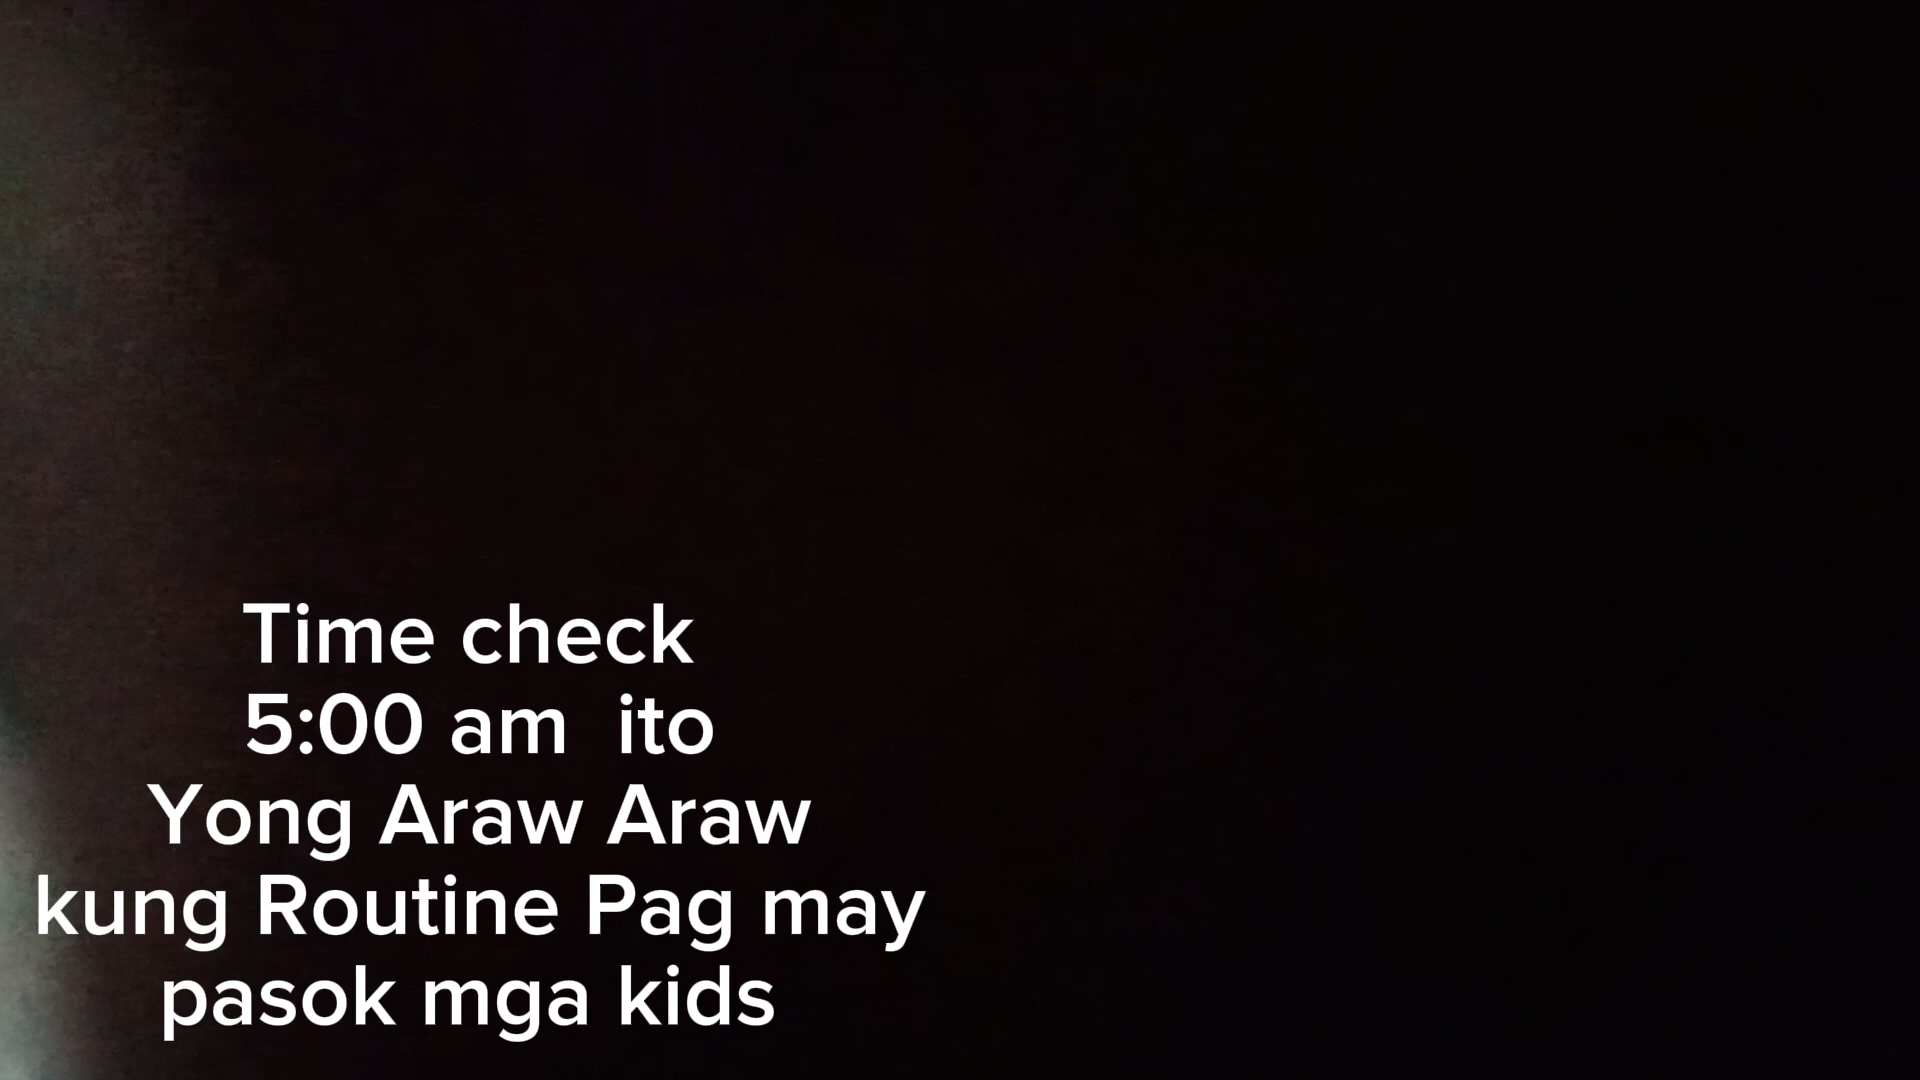 Time check
5:00 am  ito
Yong Araw Araw
kung Routine Pag may
pasok mga kids